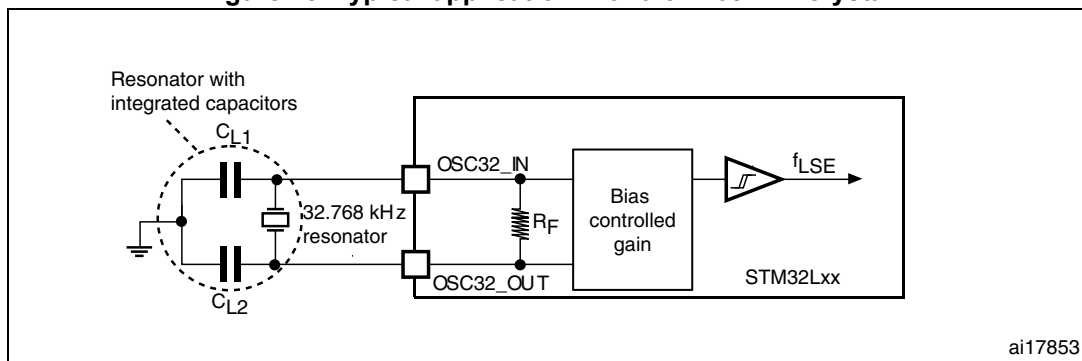 Resonator with
integrated capacitors
CL1
OSC32_IN
fLSE
32.768 kHz
resonator
RF
Bias
controlled
gain
OSC32_OUT
STM32Lxx
CL2
ai17853